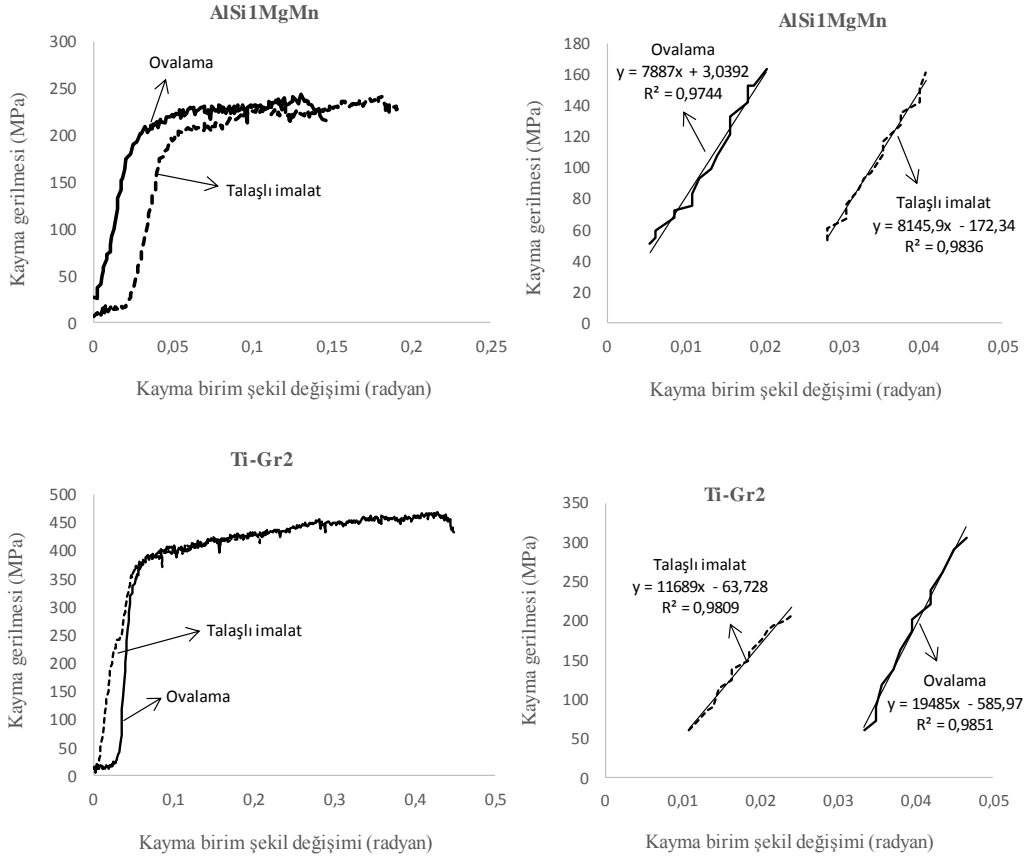 AlSi1MgMn
300
250
200
150
100
50
0
0 0,05 0,1 0,15 0,2 0,25
Kayma gerilmesi (MPa)
Kayma birim şekil değişimi (radyan)
Ovalama
Talaşlı imalat
AlSi1MgMn
180
160
140
120
100
80
60
40
20
0
0 0,01 0,02 0,03 0,04 0,05
Kayma gerilmesi (MPa)
Kayma birim şekil değişimi (radyan)
Ovalama
y = 7887x + 3,0392
R² = 0,9744
Talaşlı imalat
y = 8145,9x - 172,34
R² = 0,9836
Ti-Gr2
500
450
400
350
300
250
200
150
100
50
0
0 0,1 0,2 0,3 0,4 0,5
Kayma gerilmesi (MPa)
Kayma birim şekil değişimi (radyan)
Talaşlı imalat
Ovalama
Ti-Gr2
350
300
250
200
150
100
50
0
0 0,01 0,02 0,03 0,04 0,05
Kayma gerilmesi (MPa)
Kayma birim şekil değişimi (radyan)
Talaşlı imalat
y = 11689x - 63,728
R² = 0,9809
Ovalama
y = 19485x - 585,97
R² = 0,9851